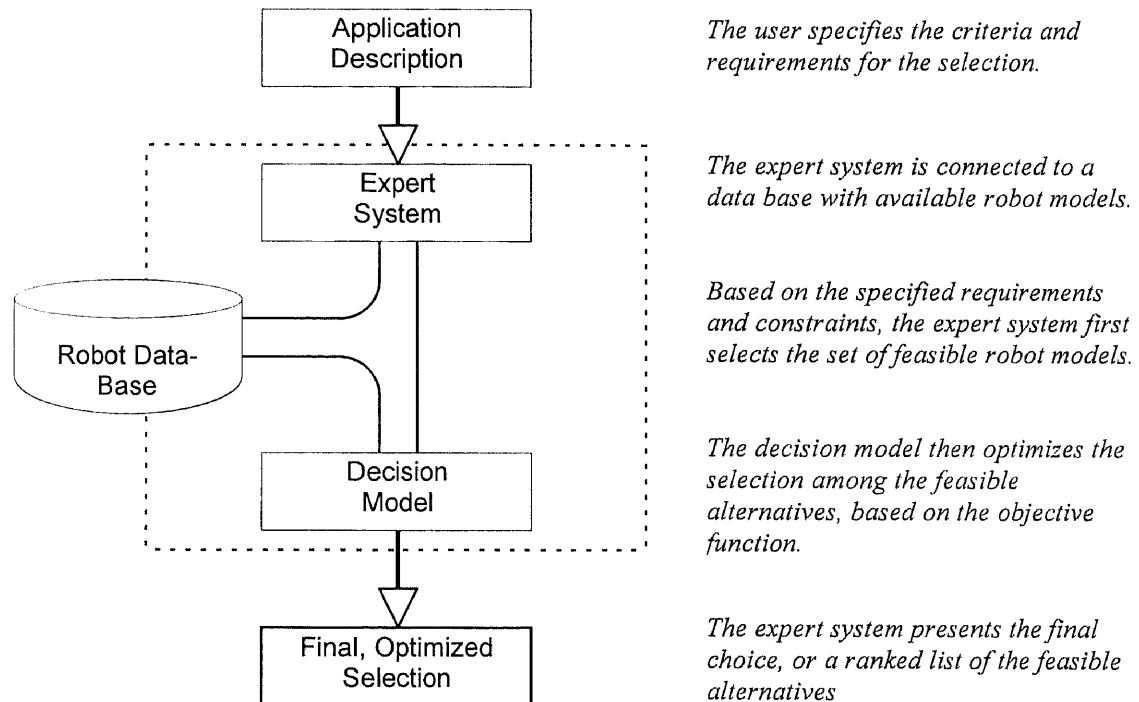 Application
Description
The user specifies the criteria and
requirements for the selection.
Expert
System
The expert system is connected to a
data base with available robot models.
Robot Data-
Base
Based on the specified requirements
and constraints, the expert system first
selects the set of feasible robot models.
Decision
Model
The decision model then optimizes the
selection among the feasible
alternatives, based on the objective
function.
Final, Optimized
Selection
The expert system presents the final
choice, or a ranked list of the feasible
alternatives